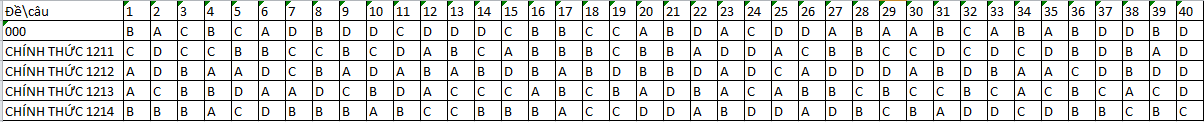 Đề\câu 1 2 3 4 5 6 7 8 9 10 11 12 13 14 15 16 17 18 19 20 21 22 23 24 25 26 27 28 29 30 31 32 33 34 35 36 37 38 39 40
000 B A C B C A D B D D C D D D C B B C C A B D A C D D A B A A B C A B A B D D B D
CHÍNH THỨC 1211 C D C C B B C C B C D A B C A B B B C B B A D D A C B B C C D C D C D B D B A D
CHÍNH THỨC 1212 A D B A A D C B A D A B A B D B A B D B B D A D C A D D D A B D B A A C D B D
CHÍNH THỨC 1213 A C B B D A A D C B D A C C C A B C B A D B A C A B B C B C C B C A C B C A C D
CHÍNH THỨC 1214 B B B A C D B B B A B C C B B B A C C D D A B D D A D B C B A D D C D B B C B C